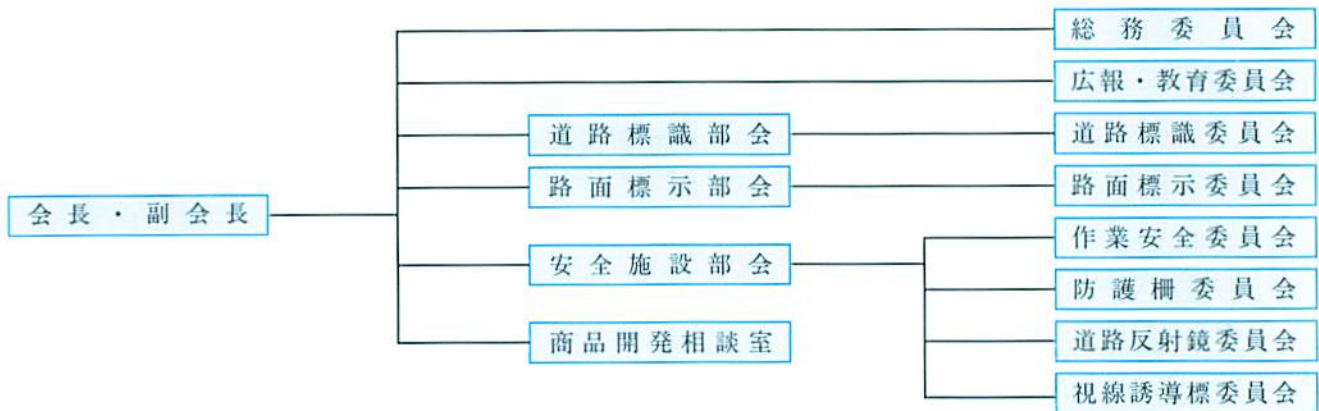 会長・副会長
総務委員会
広報・教育委員会
道路標識部会
道路標識委員会
路面標示部会
路面標示委員会
安全施設部会
作業安全委員会
防護柵委員会
道路反射鏡委員会
視線誘導標委員会
商品開発相談室